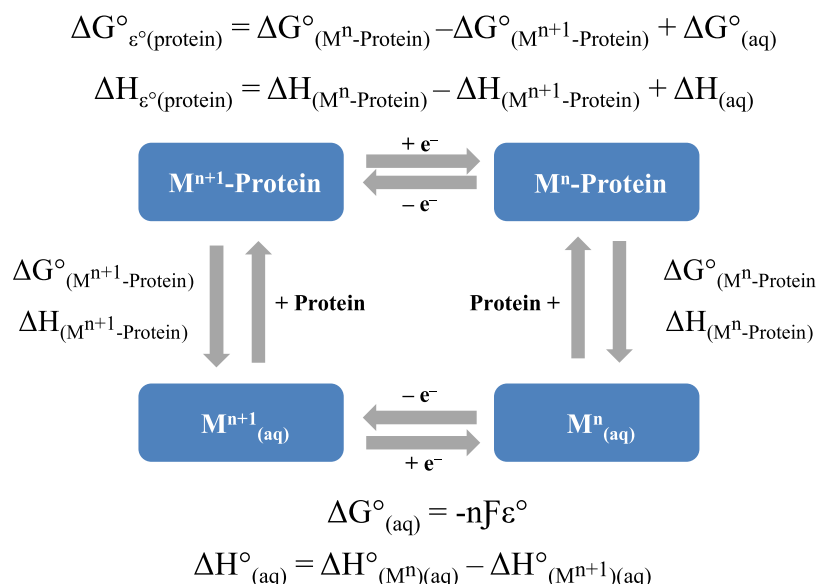 ΔG°ε°(protein) = ΔG°(Mⁿ-Protein) –ΔG°(Mⁿ⁺¹-Protein) + ΔG°(aq)
ΔHε°(protein) = ΔH(Mⁿ-Protein) – ΔH(Mⁿ⁺¹-Protein) + ΔH(aq)
+ e⁻
Mⁿ⁺¹-Protein
Mⁿ-Protein
– e⁻
ΔG°(Mⁿ⁺¹-Protein)
ΔH(Mⁿ⁺¹-Protein)
+ Protein
Protein +
ΔG°(Mⁿ-Protein
ΔH(Mⁿ-Protein)
– e⁻
Mⁿ⁺¹(aq)
Mⁿ(aq)
+ e⁻
ΔG°(aq) = -nƑε°
ΔH°(aq) = ΔH°(Mⁿ)(aq) – ΔH°(Mⁿ⁺¹)(aq)